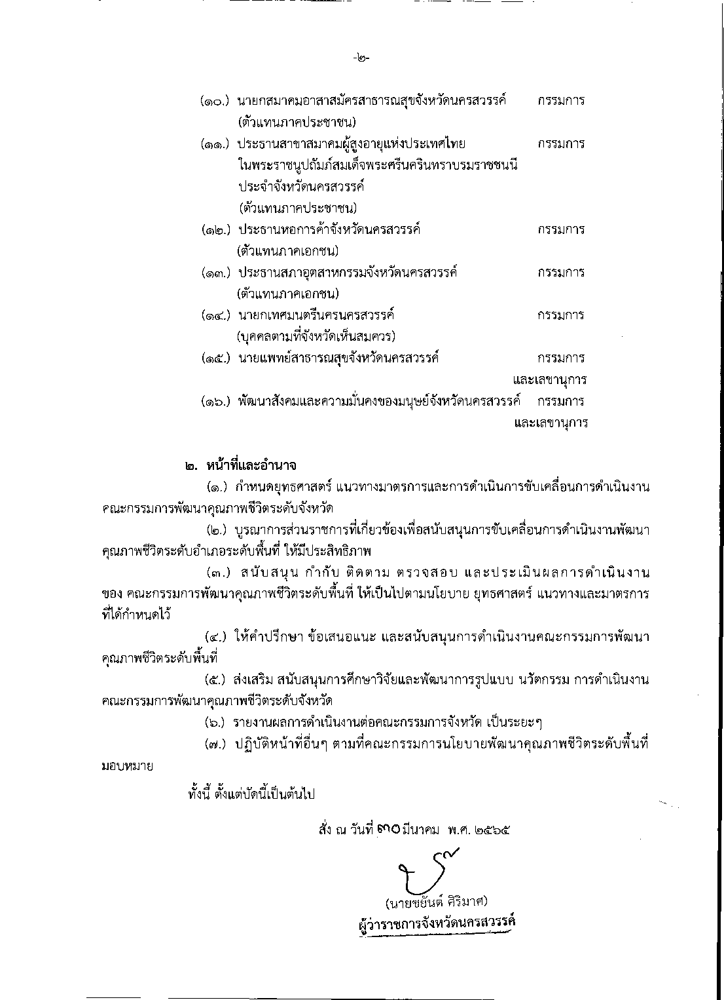 -๒-
(๑๐.) นายกสมาคมอาสาสมัครสาธารณสุขจังหวัดนครสวรรค์ กรรมการ
(ตัวแทนภาคประชาชน)
(๑๑.) ประธานสาขาสมาคมผู้สูงอายุแห่งประเทศไทย กรรมการ
ในพระราชนูปถัมภ์สมเด็จพระศรีนครินทราบรมราชชนนี
ประจำจังหวัดนครสวรรค์
(ตัวแทนภาคประชาชน)
(๑๒.) ประธานหอการค้าจังหวัดนครสวรรค์ กรรมการ
(ตัวแทนภาคเอกชน)
(๑๓.) ประธานสภาอุตสาหกรรมจังหวัดนครสวรรค์ กรรมการ
(ตัวแทนภาคเอกชน)
(๑๔.) นายกเทศมนตรีนครนครสวรรค์ กรรมการ
(บุคคลตามที่จังหวัดเห็นสมควร)
(๑๕.) นายแพทย์สาธารณสุขจังหวัดนครสวรรค์ กรรมการ
และเลขานุการ
(๑๖.) พัฒนาสังคมและความมั่นคงของมนุษย์จังหวัดนครสวรรค์ กรรมการ
และเลขานุการ
๒. หน้าที่และอำนาจ
(๑.) กำหนดยุทธศาสตร์ แนวทางมาตรการและการดำเนินการขับเคลื่อนการดำเนินงาน
คณะกรรมการพัฒนาคุณภาพชีวิตระดับจังหวัด
(๒.) บูรณาการส่วนราชการที่เกี่ยวข้องเพื่อสนับสนุนการขับเคลื่อนการดำเนินงานพัฒนา
คุณภาพชีวิตระดับอำเภอระดับพื้นที่ ให้มีประสิทธิภาพ
(๓.) สนับสนุน กำกับ ติดตาม ตรวจสอบ และประเมินผลการดำเนินงาน
ของ คณะกรรมการพัฒนาคุณภาพชีวิตระดับพื้นที่ ให้เป็นไปตามนโยบาย ยุทธศาสตร์ แนวทางและมาตรการ
ที่ได้กำหนดไว้
(๔.) ให้คำปรึกษา ข้อเสนอแนะ และสนับสนุนการดำเนินงานคณะกรรมการพัฒนา
คุณภาพชีวิตระดับพื้นที่
(๕.) ส่งเสริม สนับสนุนการศึกษาวิจัยและพัฒนาการรูปแบบ นวัตกรรม การดำเนินงาน
คณะกรรมการพัฒนาคุณภาพชีวิตระดับจังหวัด
(๖.) รายงานผลการดำเนินงานต่อคณะกรรมการจังหวัด เป็นระยะๆ
(๗.) ปฏิบัติหน้าที่อื่นๆ ตามที่คณะกรรมการนโยบายพัฒนาคุณภาพชีวิตระดับพื้นที่
มอบหมาย
ทั้งนี้ ตั้งแต่บัดนี้เป็นต้นไป
สั่ง ณ วันที่ ๓๐ มีนาคม พ.ศ. ๒๕๖๕
(นายชยันต์ ศิริมาศ)
ผู้ว่าราชการจังหวัดนครสวรรค์